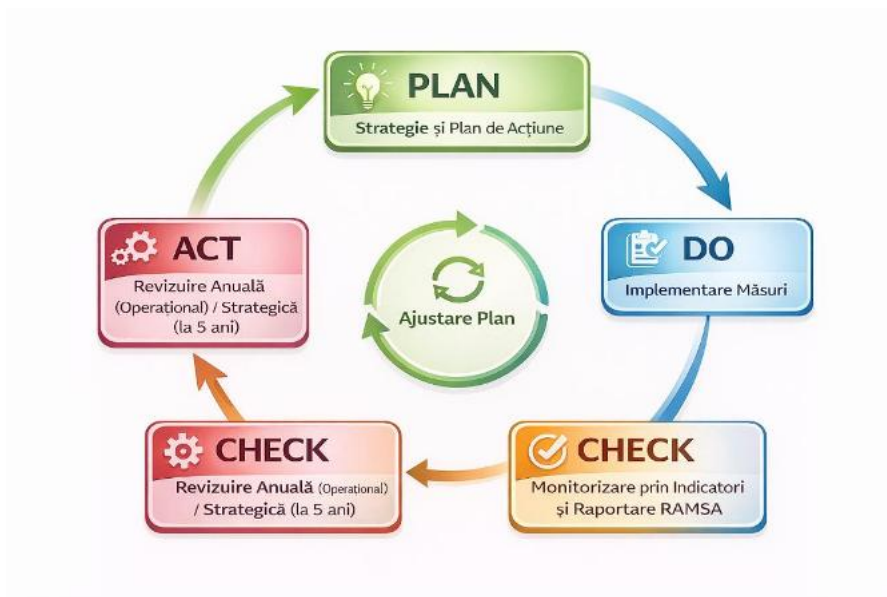 PLAN
Strategie și Plan de Acțiune
DO
Implementare Măsuri
CHECK
Monitorizare prin Indicatori
și Raportare RAMSA
CHECK
Revizuire Anuală (Operational)
/ Strategică (la 5 ani)
ACT
Revizuire Anuală
(Operațional) / Strategică
(la 5 ani)
Ajustare Plan